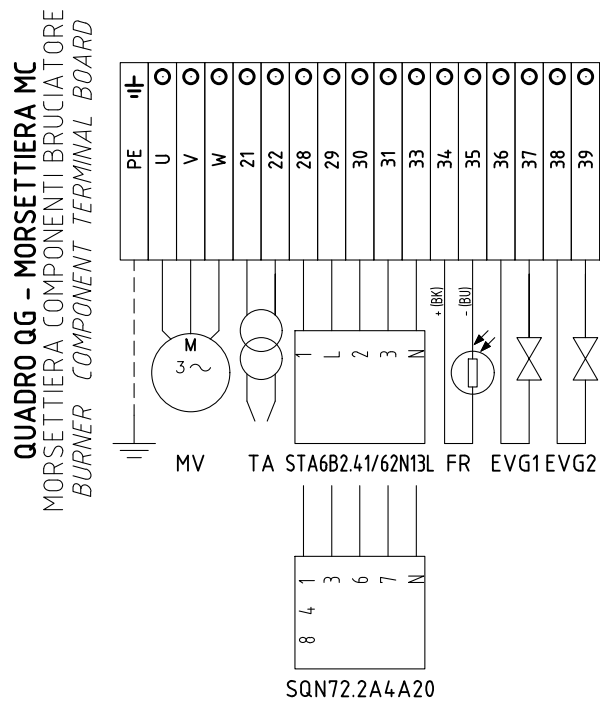 QUADRO QG - MORSETTIERA MC
MORSETTIERA COMPONENTI BRUCIATORE
BURNER COMPONENT TERMINAL BOARD
PE U V W 21 22 28 29 30 31 33 34 35 36 37 38 39
+ (BK) - (BU)
M
3~
1 L 2 3 N
MV TA STA6B2.41/62N13L FR EVG1 EVG2
1 3 6 7 N
4
8
SQN72.2A4A20